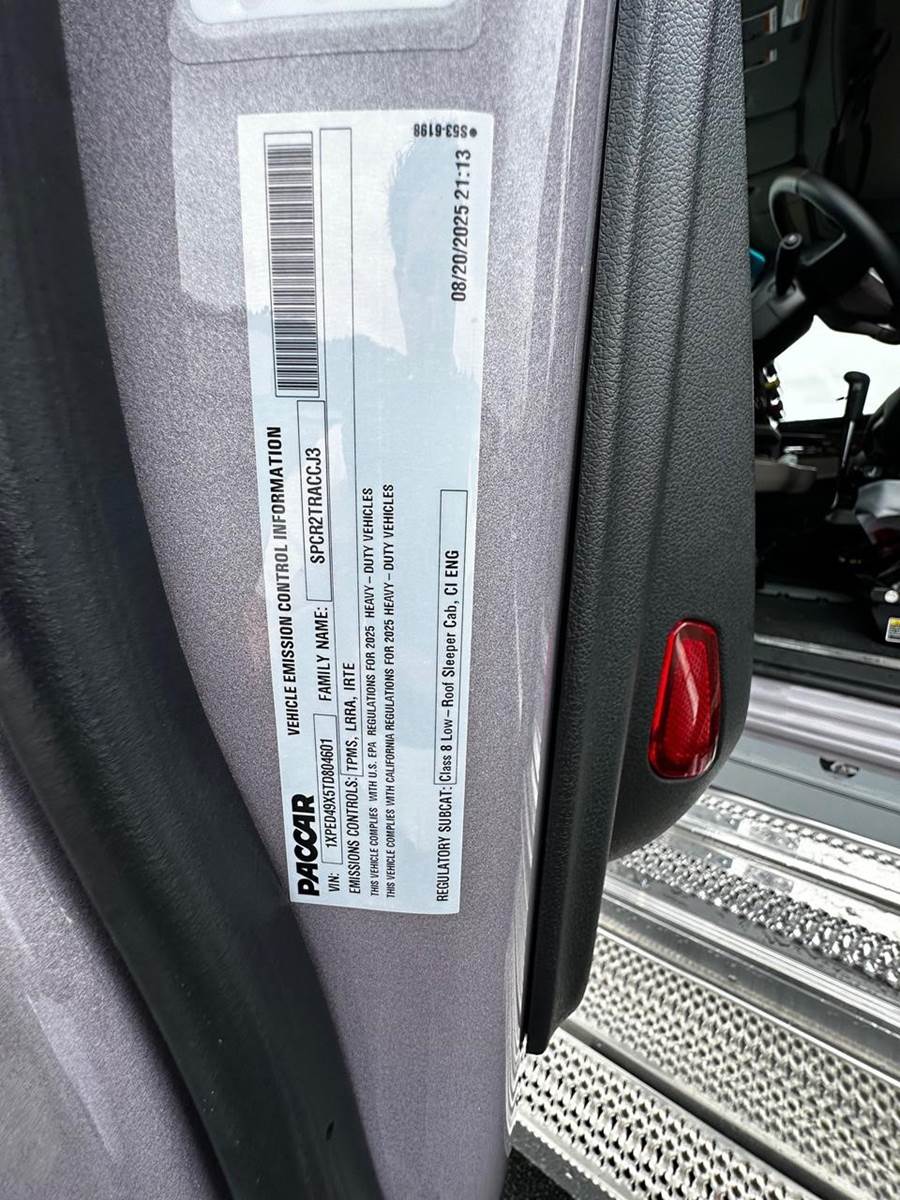 VEHICLE EMISSION CONTROL INFORMATION
PACCAR
VIN: 1XPED49X5TD804601 FAMILY NAME: SPCR2TRACCJ3
EMISSIONS CONTROLS: TPMS, LRRA, IRTE
THIS VEHICLE COMPLIES WITH U.S. EPA REGULATIONS FOR 2025 HEAVY-DUTY VEHICLES
THIS VEHICLE COMPLIES WITH CALIFORNIA REGULATIONS FOR 2025 HEAVY-DUTY VEHICLES
REGULATORY SUBCAT: Class 8 Low-Roof Sleeper Cab, CI ENG
08/20/2025 21:13
S53-6198